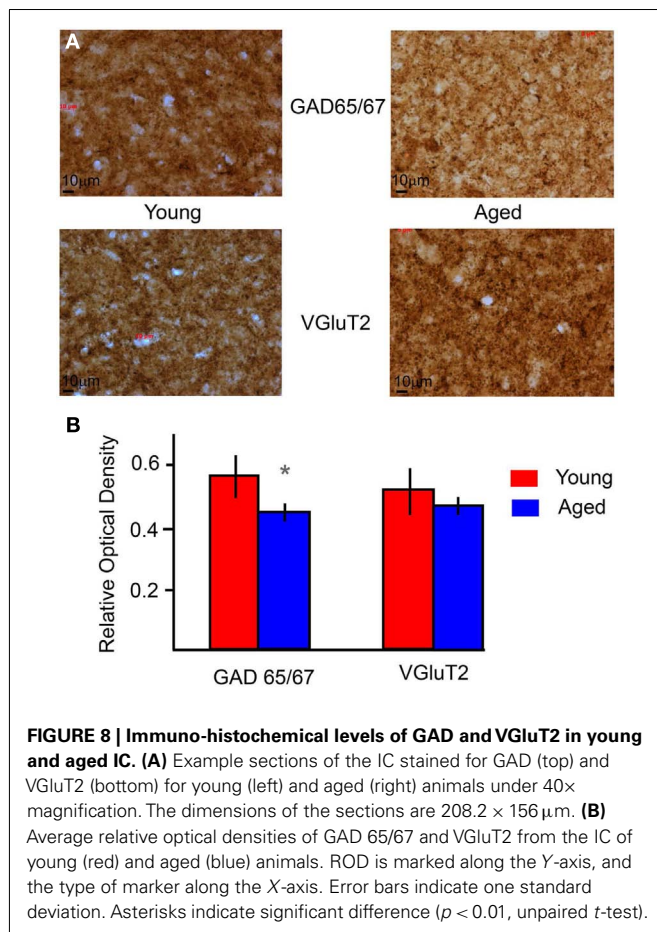 A
GAD65/67
10μm
10μm
Young
Aged
VGluT2
10μm
10μm
B
Relative Optical Density
0.6
0.4
0.2
*
Young
Aged
GAD 65/67
VGluT2
FIGURE 8 | Immuno-histochemical levels of GAD and VGluT2 in young
and aged IC. (A) Example sections of the IC stained for GAD (top) and
VGluT2 (bottom) for young (left) and aged (right) animals under 40×
magnification. The dimensions of the sections are 208.2 × 156 μm. (B)
Average relative optical densities of GAD 65/67 and VGluT2 from the IC of
young (red) and aged (blue) animals. ROD is marked along the Y-axis, and
the type of marker along the X-axis. Error bars indicate one standard
deviation. Asterisks indicate significant difference (p < 0.01, unpaired t-test).